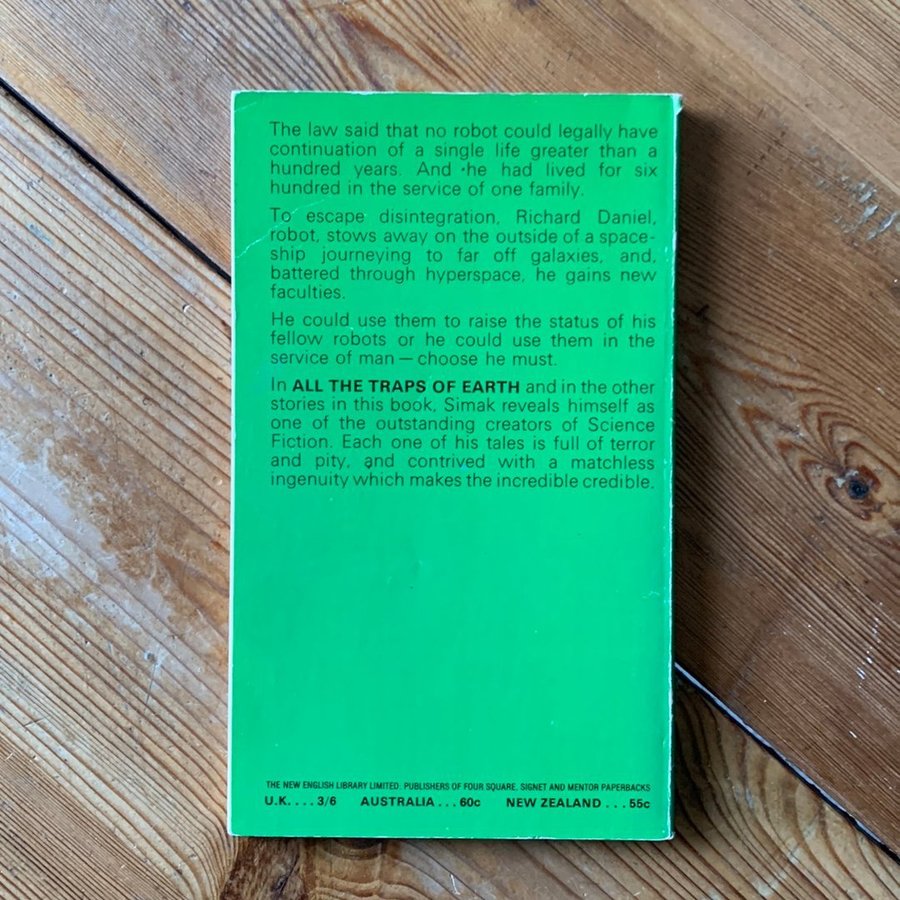 The law said that no robot could legally have
continuation of a single life greater than a
hundred years. And he had lived for six
hundred in the service of one family.
To escape disintegration, Richard Daniel,
robot, stows away on the outside of a space-
ship journeying to far off galaxies, and,
battered through hyperspace, he gains new
faculties.
He could use them to raise the status of his
fellow robots or he could use them in the
service of man — choose he must.
In ALL THE TRAPS OF EARTH and in the other
stories in this book, Simak reveals himself as
one of the outstanding creators of Science
Fiction. Each one of his tales is full of terror
and pity, and contrived with a matchless
ingenuity which makes the incredible credible.
THE NEW ENGLISH LIBRARY LIMITED. PUBLISHERS OF FOUR SQUARE, SIGNET AND MENTOR PAPERBACKS
U.K. . . . 3/6 AUSTRALIA . . . 60c NEW ZEALAND . . . 55c